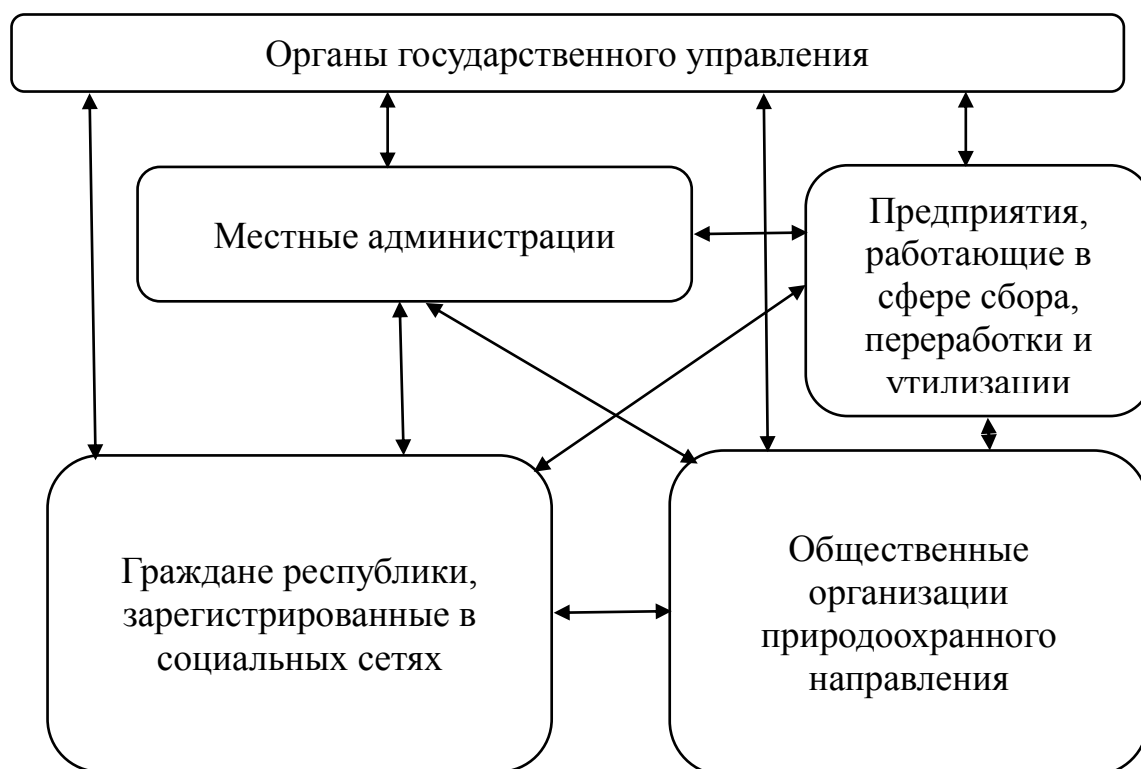 Органы государственного управления
Местные администрации
Предприятия,
работающие в
сфере сбора,
переработки и
утилизации
Граждане республики,
зарегистрированные в
социальных сетях
Общественные
организации
природоохранного
направления